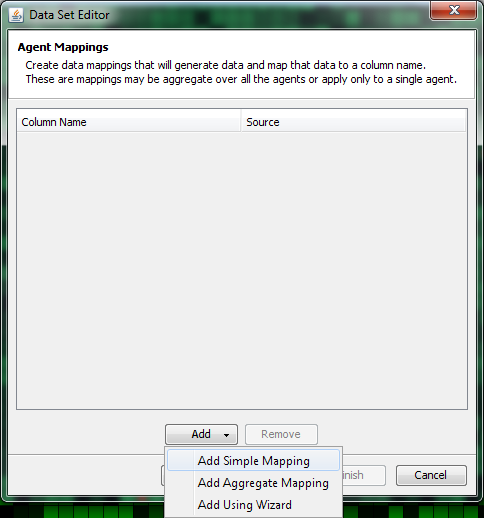 Data Set Editor
Agent Mappings
Create data mappings that will generate data and map that data to a column name.
These are mappings may be aggregate over all the agents or apply only to a single agent.
Column Name Source
Add Remove
Add Simple Mapping
Add Aggregate Mapping
Add Using Wizard
inish Cancel